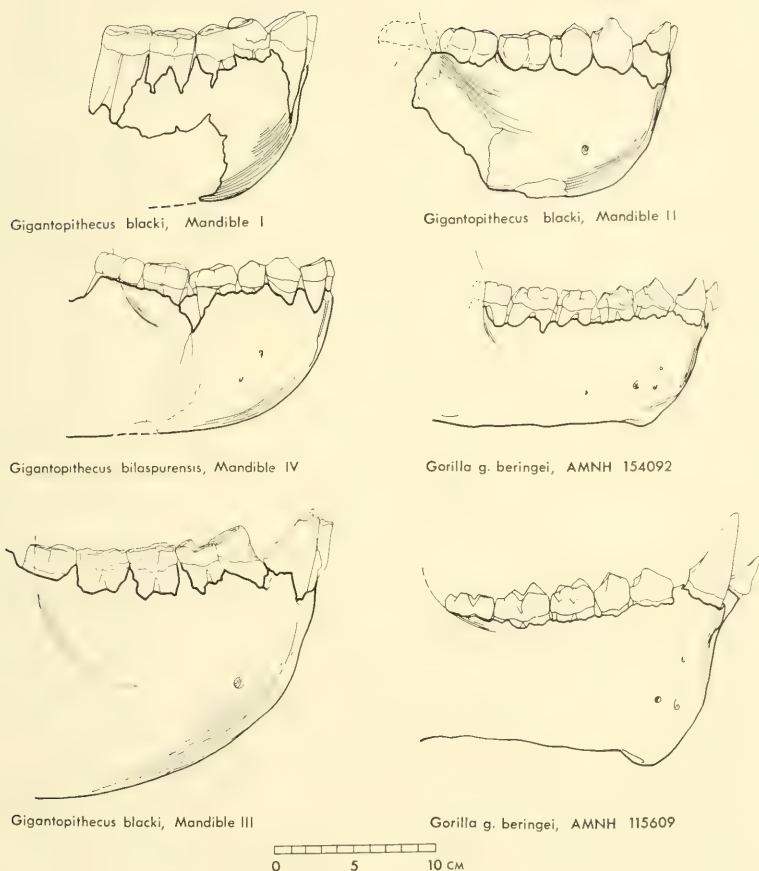 Gigantopithecus blacki, Mandible I
Gigantopithecus blacki, Mandible II
Gigantopithecus bilaspurensis, Mandible IV
Gorilla g. beringei, AMNH 154092
Gigantopithecus blacki, Mandible III
Gorilla g. beringei, AMNH 115609
0 5 10 CM